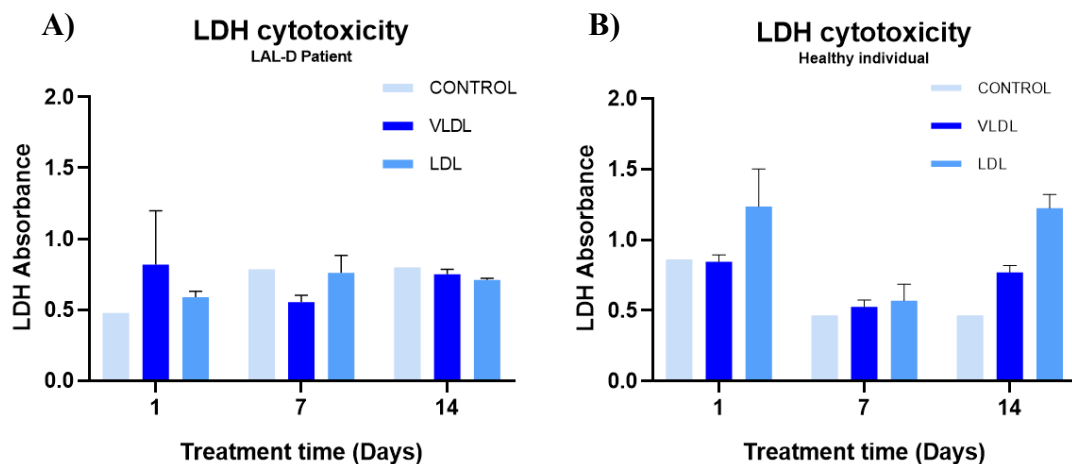 A)
LDH cytotoxicity
LAL-D Patient
CONTROL
VLDL
LDL
2.0
1.5
1.0
0.5
0.0
LDH Absorbance
1 7 14
Treatment time (Days)
B)
LDH cytotoxicity
Healthy individual
CONTROL
VLDL
LDL
2.0
1.5
1.0
0.5
0.0
LDH Absorbance
1 7 14
Treatment time (Days)